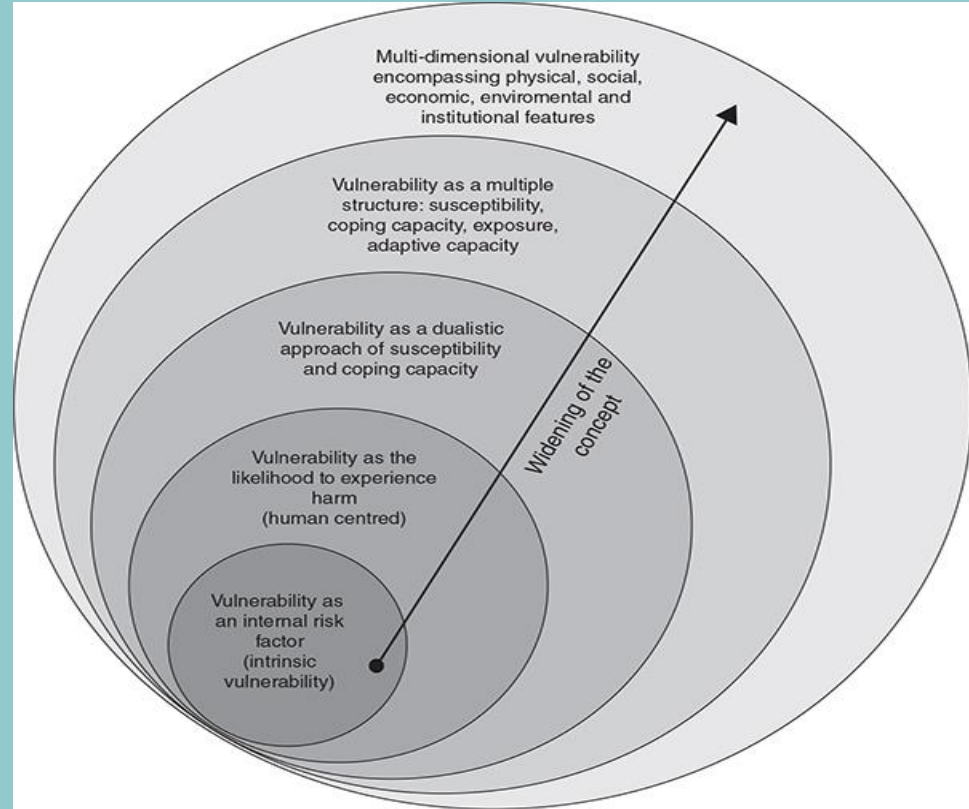 Multi-dimensional vulnerability
encompassing physical, social,
economic, enviromental and
institutional features
Vulnerability as a multiple
structure: susceptibility,
coping capacity, exposure,
adaptive capacity
Vulnerability as a dualistic
approach of susceptibility
and coping capacity
Widening of the
concept
Vulnerability as the
likelihood to experience
harm
(human centred)
Vulnerability as
an internal risk
factor
(intrinsic
vulnerability)